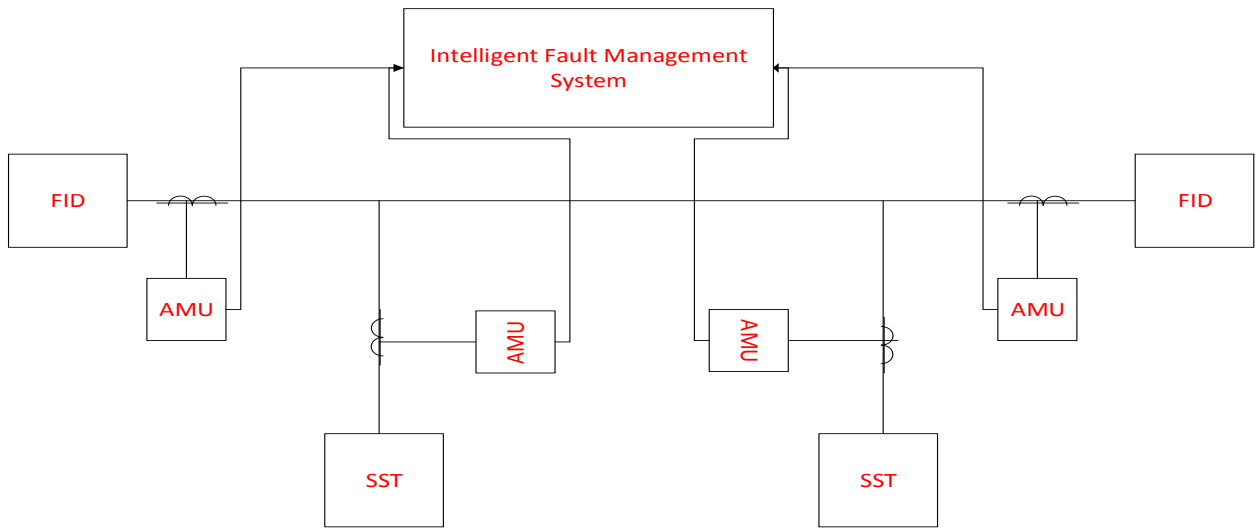 Intelligent Fault Management
System
FID
FID
AMU
AMU
AMU
AMU
SST
SST